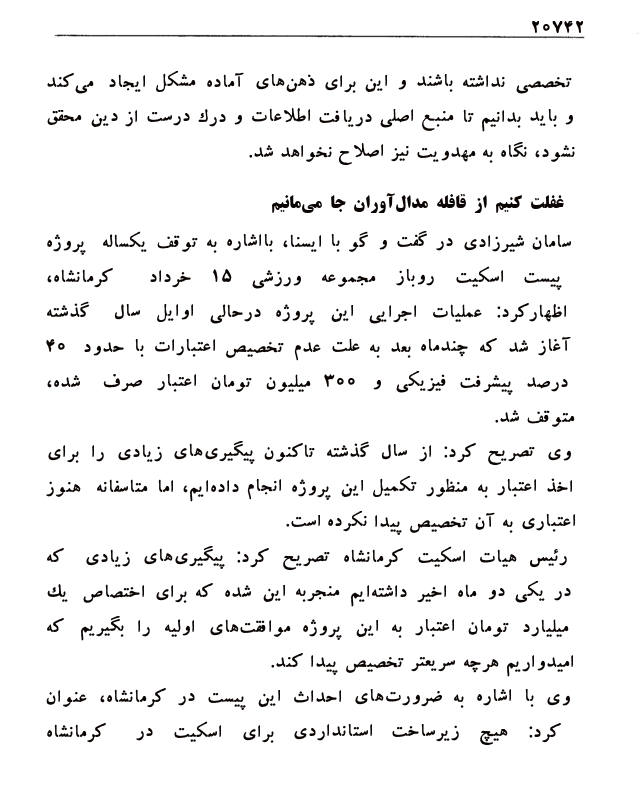 ۲۰۷۴۲
تخصصی نداشته باشند و این برای ذهن‌های آماده مشکل ایجاد می‌کند
و باید بدانیم تا منبع اصلی دریافت اطلاعات و درك درست از دین محقق
نشود، نگاه به مهدویت نیز اصلاح نخواهد شد.
غفلت کنیم از قافله مدال‌آوران جا می‌مانیم
سامان شیرزادی در گفت و گو با ایسنا، بااشاره به توقف یکساله پروژه
پیست اسکیت روباز مجموعه ورزشی ۱۵ خرداد کرمانشاه،
اظهارکرد: عملیات اجرایی این پروژه درحالی اوایل سال گذشته
آغاز شد که چندماه بعد به علت عدم تخصیص اعتبارات با حدود ۴۰
درصد پیشرفت فیزیکی و ۳۰۰ میلیون تومان اعتبار صرف شده،
متوقف شد.
وی تصریح کرد: از سال گذشته تاکنون پیگیری‌های زیادی را برای
اخذ اعتبار به منظور تکمیل این پروژه انجام داده‌ایم، اما متاسفانه هنوز
اعتباری به آن تخصیص پیدا نکرده است.
رئیس هیات اسکیت کرمانشاه تصریح کرد: پیگیری‌های زیادی که
در یکی دو ماه اخیر داشته‌ایم منجربه این شده که برای اختصاص یك
میلیارد تومان اعتبار به این پروژه موافقت‌های اولیه را بگیریم که
امیدواریم هرچه سریعتر تخصیص پیدا کند.
وی با اشاره به ضرورت‌های احداث این پیست در کرمانشاه، عنوان
کرد: هیچ زیرساخت استانداردی برای اسکیت در کرمانشاه